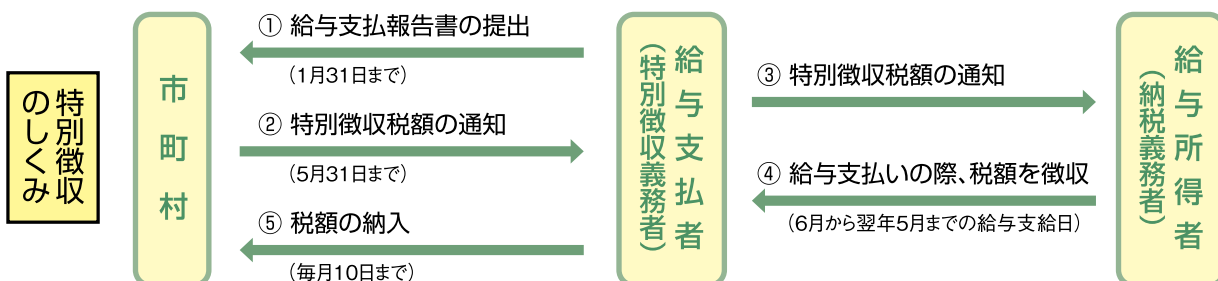 特別徴収
のしくみ
市町村
① 給与支払報告書の提出
（1月31日まで）
② 特別徴収税額の通知
（5月31日まで）
⑤ 税額の納入
（毎月10日まで）
給与支払者
（特別徴収義務者）
③ 特別徴収税額の通知
④ 給与支払いの際、税額を徴収
（6月から翌年5月までの給与支給日）
給与所得者
（納税義務者）